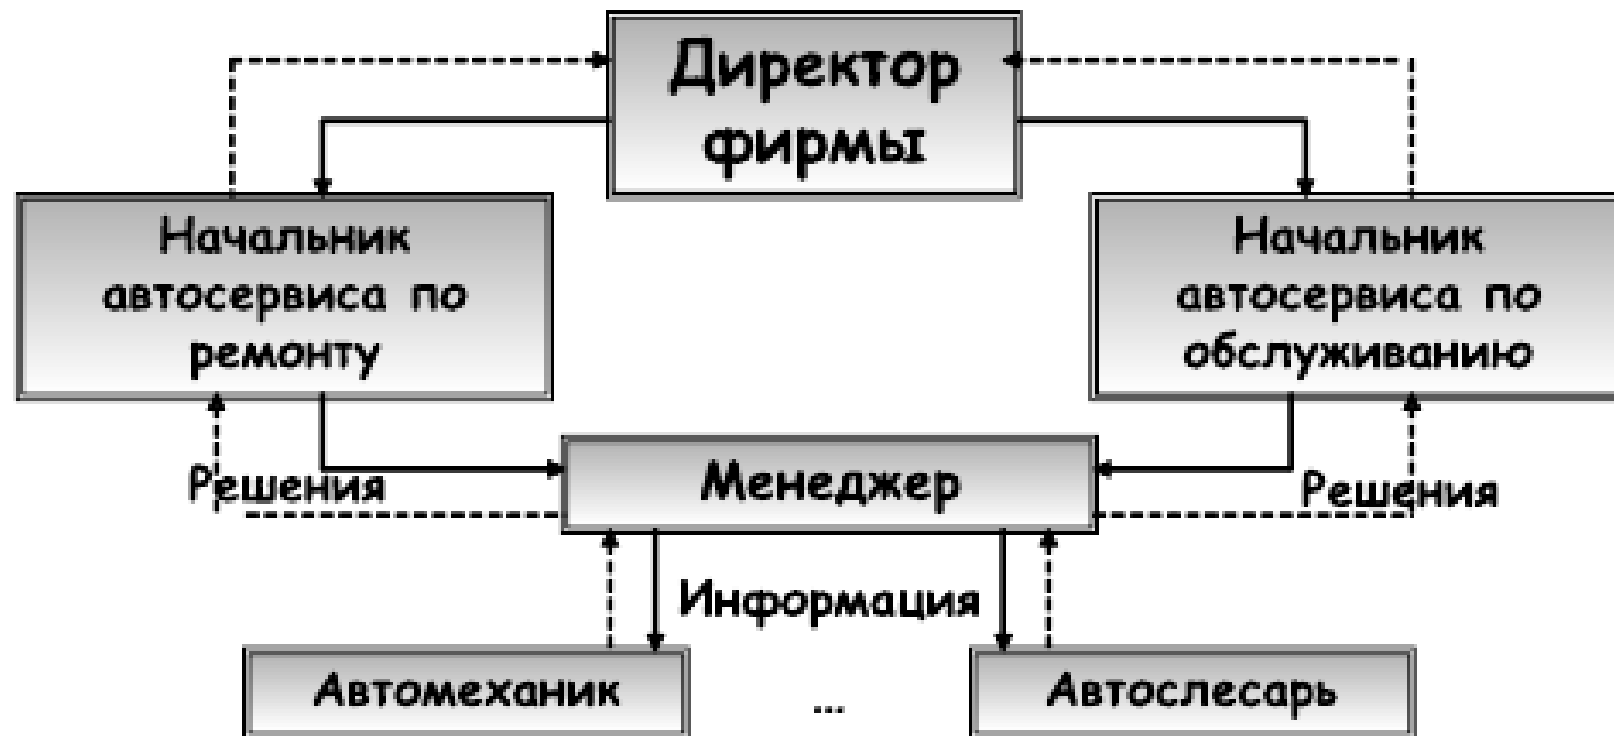 Директор
фирмы
Начальник
автосервиса по
ремонту
Начальник
автосервиса по
обслуживанию
Решения
Менеджер
Решения
Информация
Автомеханик
...
Автослесарь